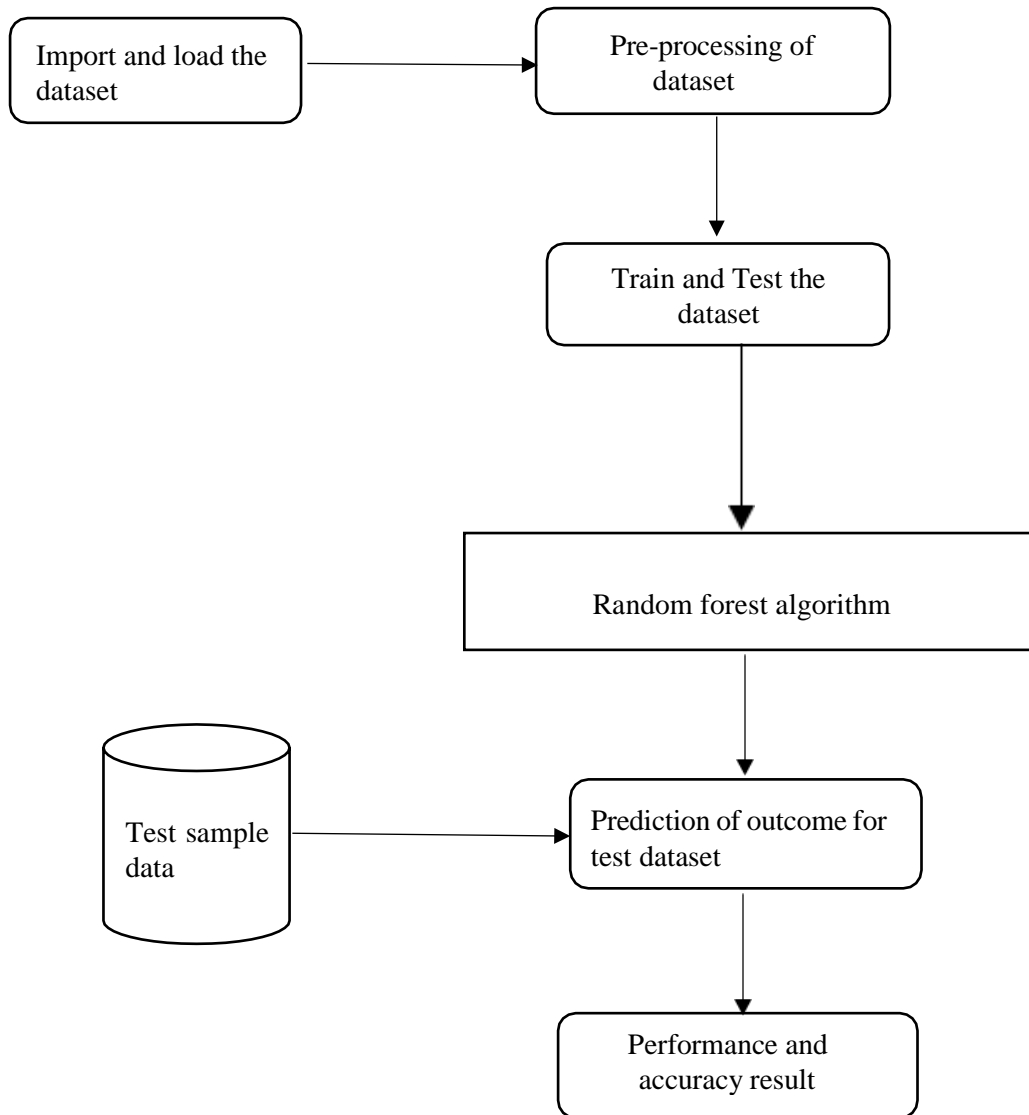 Import and load the
dataset
Pre-processing of
dataset
Train and Test the
dataset
Random forest algorithm
Test sample
data
Prediction of outcome for
test dataset
Performance and
accuracy result